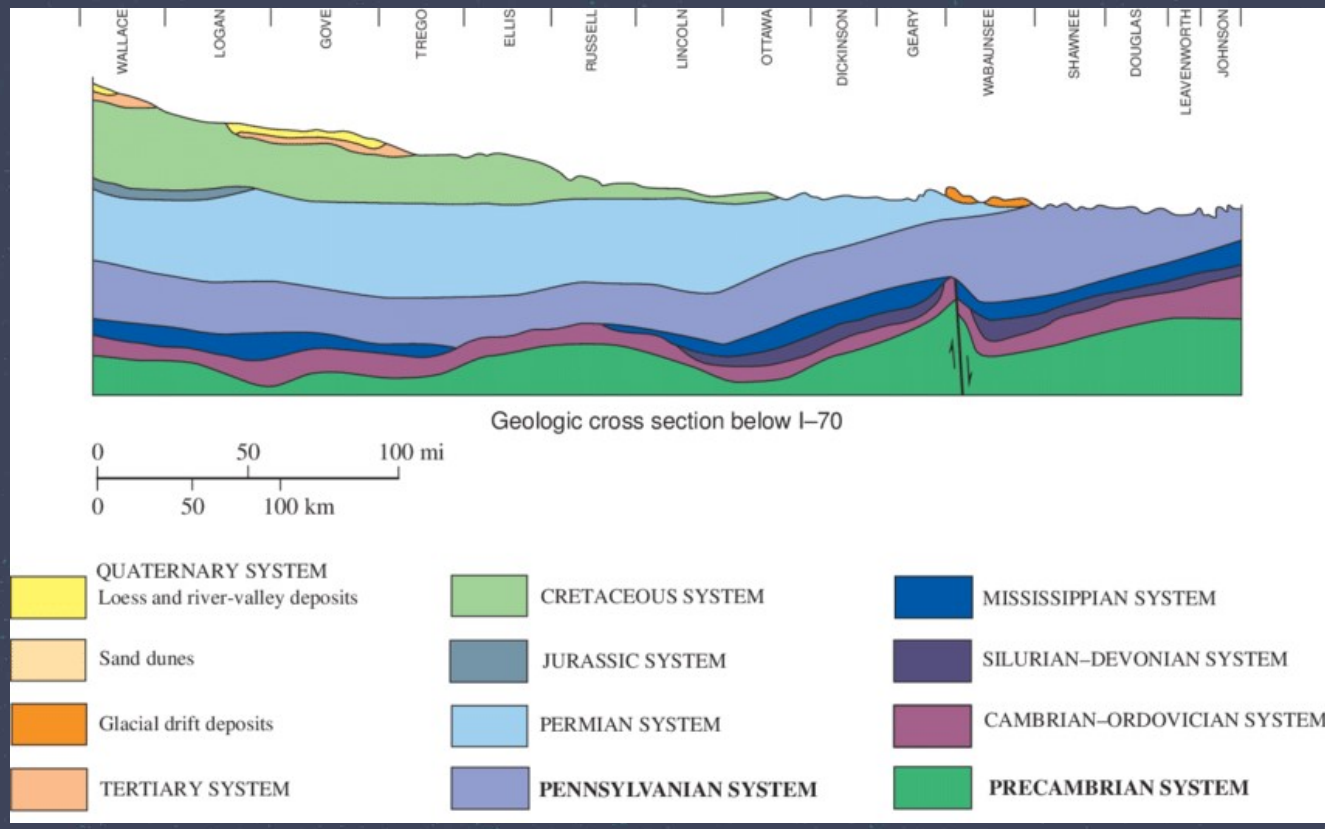 WALLACE
LOGAN
GOVE
TREGO
ELLIS
RUSSELL
LINCOLN
OTTAWA
DICKINSON
GEARY
WABAUNSEE
SHAWNEE
DOUGLAS
LEAVENWORTH
JOHNSON
Geologic cross section below I–70
0 50 100 mi
0 50 100 km
QUATERNARY SYSTEM
Loess and river-valley deposits
Sand dunes
Glacial drift deposits
TERTIARY SYSTEM
CRETACEOUS SYSTEM
JURASSIC SYSTEM
PERMIAN SYSTEM
PENNSYLVANIAN SYSTEM
MISSISSIPPIAN SYSTEM
SILURIAN–DEVONIAN SYSTEM
CAMBRIAN–ORDOVICIAN SYSTEM
PRECAMBRIAN SYSTEM